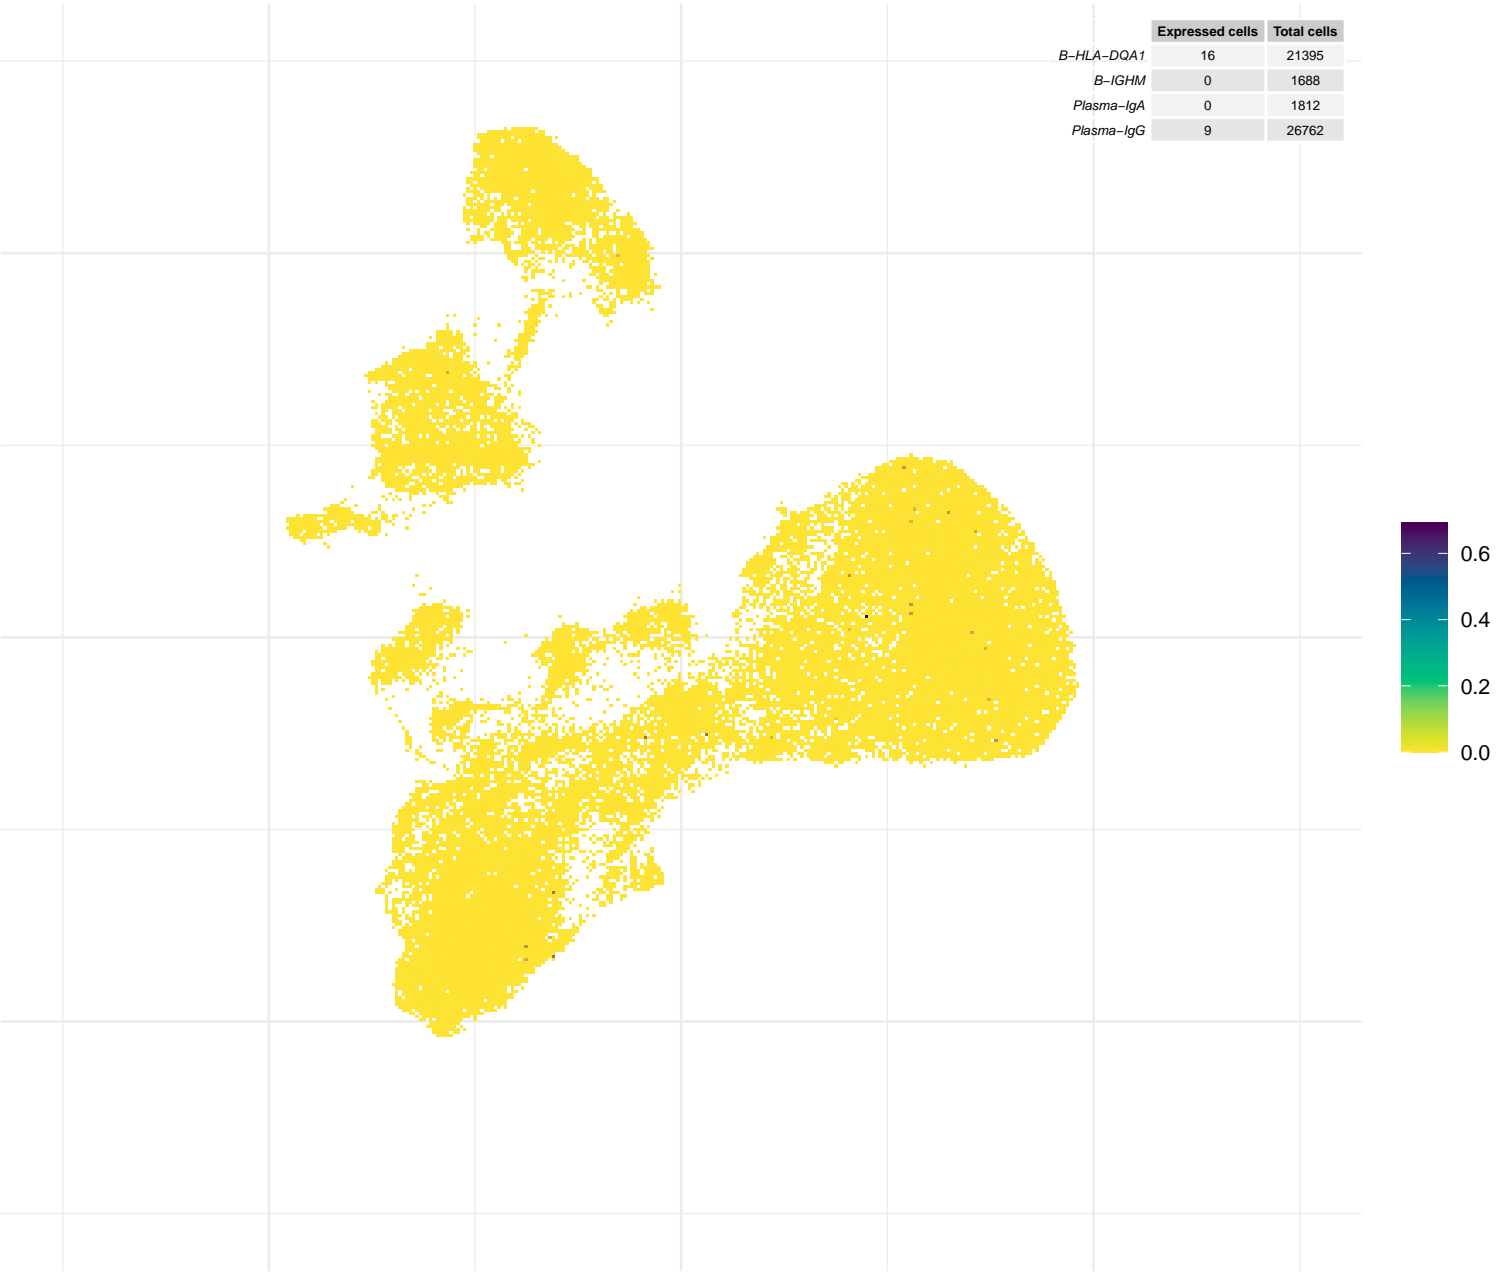 Expressed cells Total cells
B−HLA−DQA1 16 21395
B−IGHM 0 1688
Plasma−IgA 0 1812
Plasma−IgG 9 26762
0.6
0.4
0.2
0.0